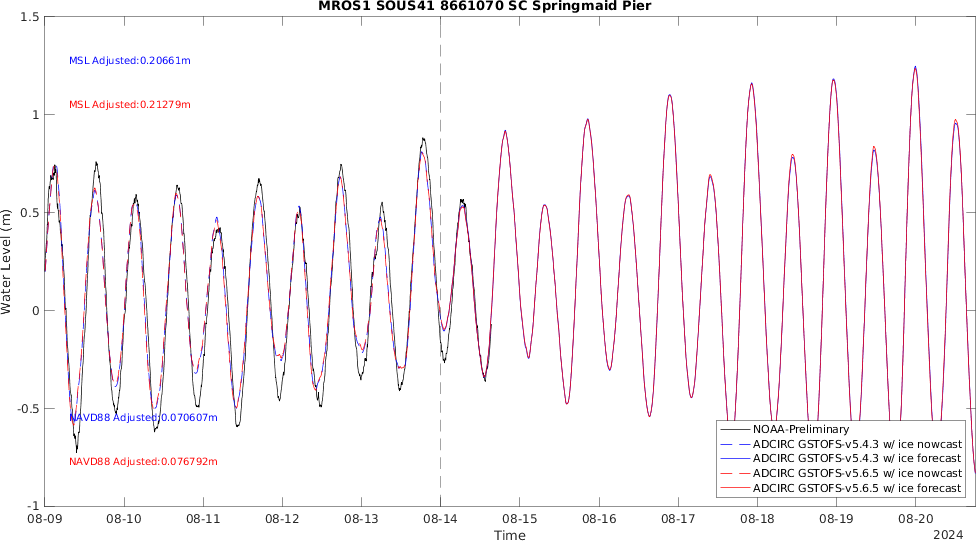 MROS1 SOUS41 8661070 SC Springmaid Pier
1.5
MSL Adjusted:0.20661m
MSL Adjusted:0.21279m
1
0.5
Water Level (m)
0
-0.5
NAVD88 Adjusted:0.070607m
NAVD88 Adjusted:0.076792m
NOAA-Preliminary
ADCIRC GSTOFS-v5.4.3 w/ ice nowcast
ADCIRC GSTOFS-v5.4.3 w/ ice forecast
ADCIRC GSTOFS-v5.6.5 w/ ice nowcast
ADCIRC GSTOFS-v5.6.5 w/ ice forecast
-1
08-09 08-10 08-11 08-12 08-13 08-14 08-15 08-16 08-17 08-18 08-19 08-20
Time
2024